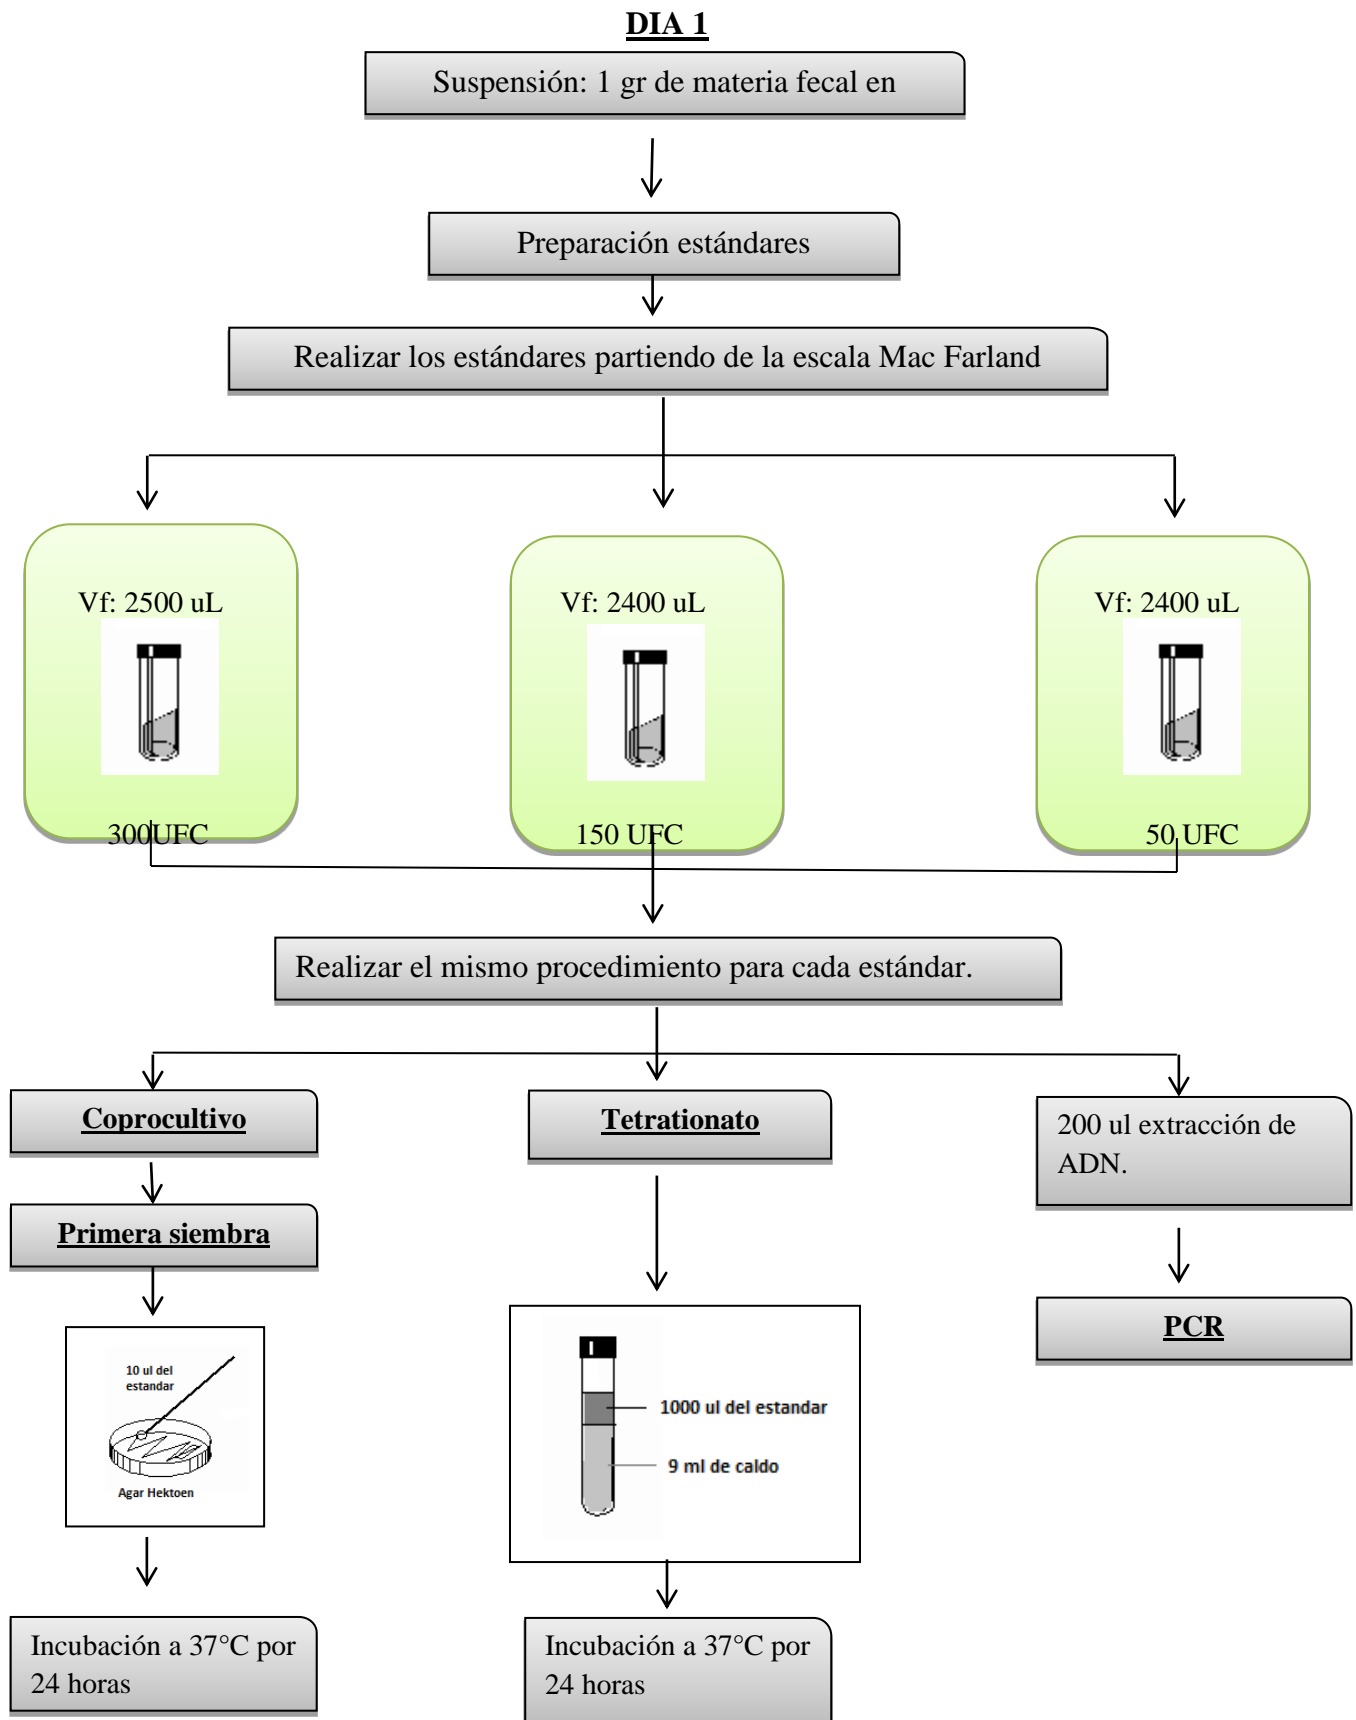 DIA 1
Suspensión: 1 gr de materia fecal en
Preparación estándares
Realizar los estándares partiendo de la escala Mac Farland
Vf: 2500 uL
300UFC
Vf: 2400 uL
150 UFC
Vf: 2400 uL
50 UFC
Realizar el mismo procedimiento para cada estándar.
Coprocultivo
Primera siembra
10 ul del
estandar
Agar Hektoen
Incubación a 37°C por
24 horas
Tetrationato
1000 ul del estandar
9 ml de caldo
Incubación a 37°C por
24 horas
200 ul extracción de
ADN.
PCR